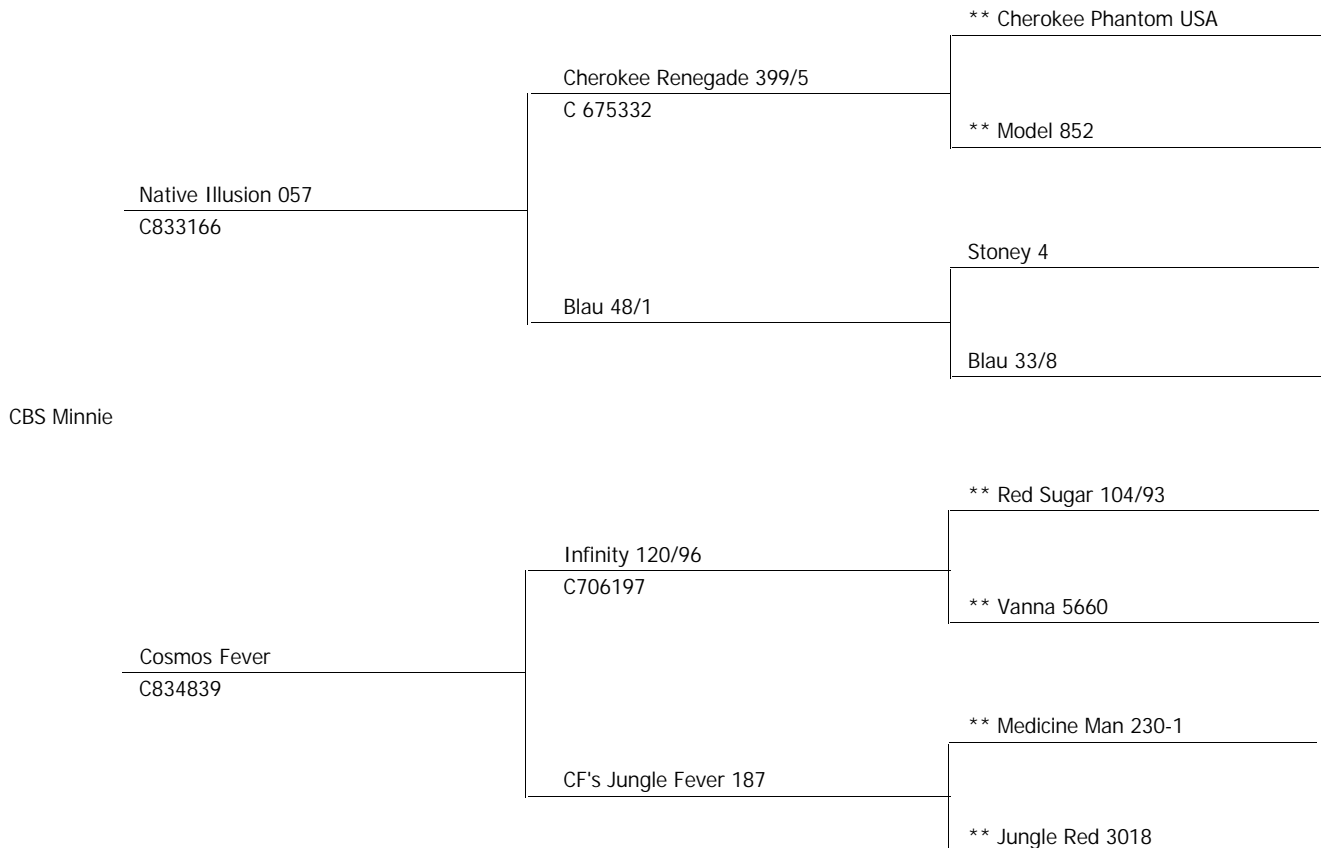 ** Cherokee Phantom USA
Cherokee Renegade 399/5
C 675332
** Model 852
Native Illusion 057
C833166
Stoney 4
Blau 48/1
Blau 33/8
CBS Minnie
** Red Sugar 104/93
Infinity 120/96
C706197
** Vanna 5660
Cosmos Fever
C834839
** Medicine Man 230-1
CF's Jungle Fever 187
** Jungle Red 3018